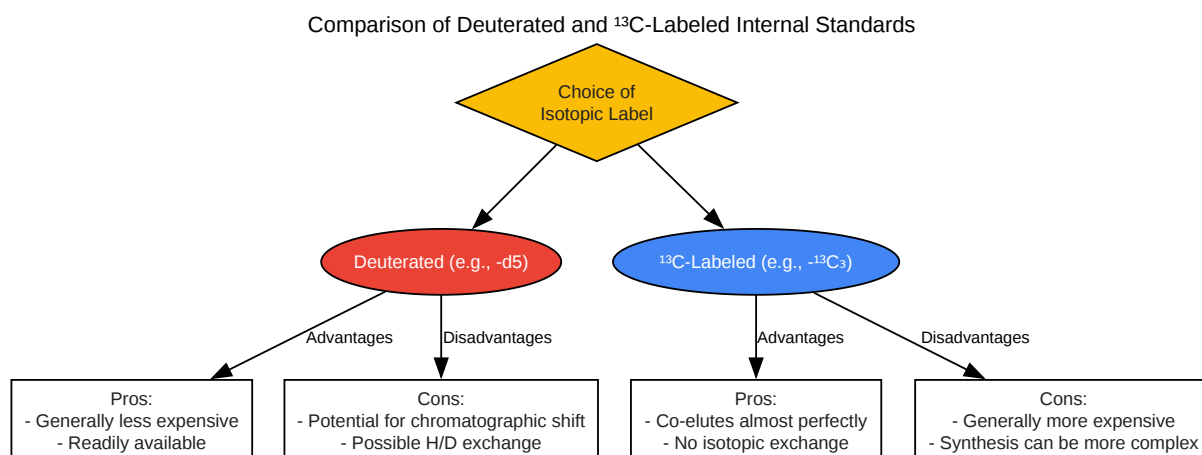 Comparison of Deuterated and ¹³C-Labeled Internal Standards
Choice of
Isotopic Label
Deuterated (e.g., -d5)
¹³C-Labeled (e.g., -¹³C₃)
Advantages
Disadvantages
Advantages
Disadvantages
Pros:
- Generally less expensive
- Readily available
Cons:
- Potential for chromatographic shift
- Possible H/D exchange
Pros:
- Co-elutes almost perfectly
- No isotopic exchange
Cons:
- Generally more expensive
- Synthesis can be more complex